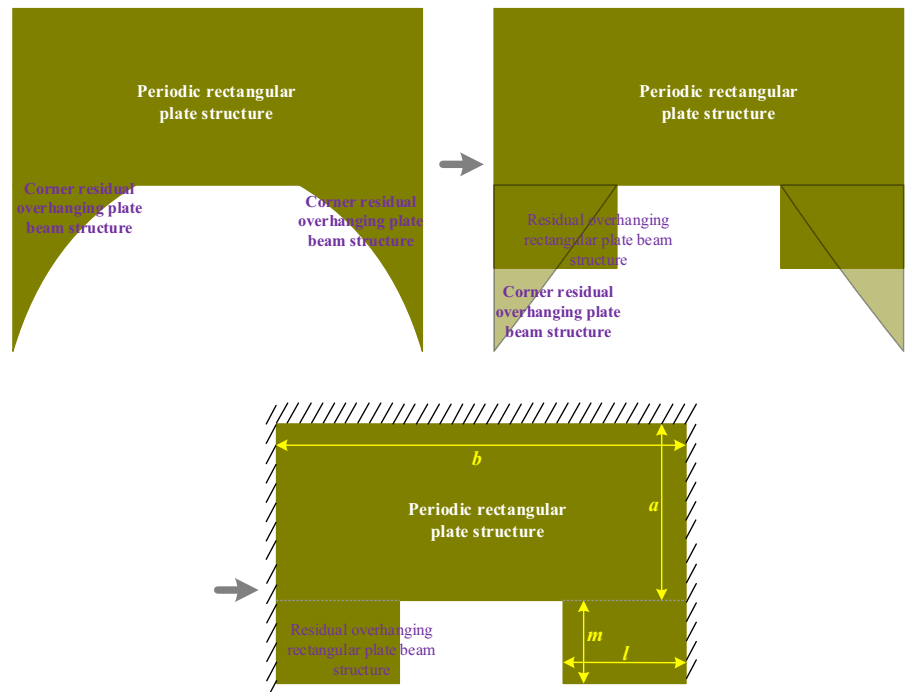 Periodic rectangular
plate structure
Corner residual
overhanging plate
beam structure
Corner residual
overhanging plate
beam structure
Periodic rectangular
plate structure
Residual overhanging
rectangular plate beam
structure
Corner residual
overhanging plate
beam structure
b
a
Periodic rectangular
plate structure
Residual overhanging
rectangular plate beam
structure
m
l